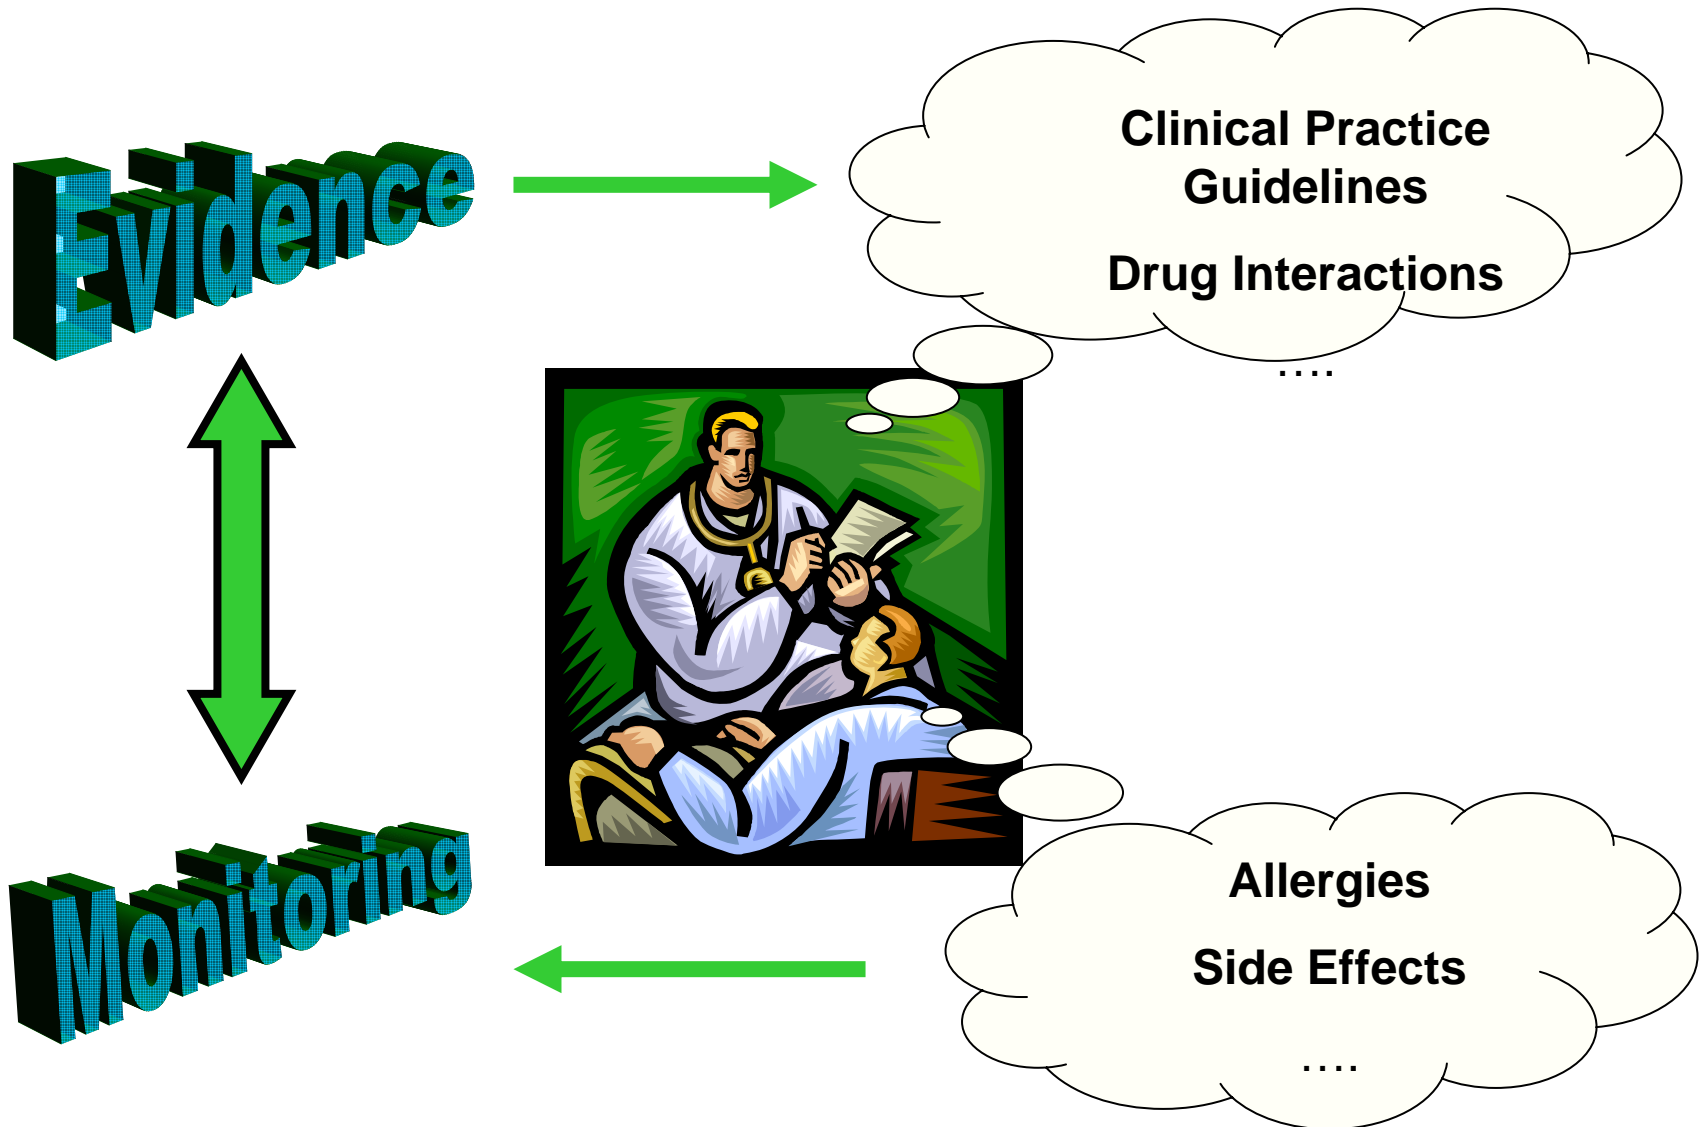 Evidence
Clinical Practice
Guidelines
Drug Interactions
....
Monitoring
Allergies
Side Effects
....